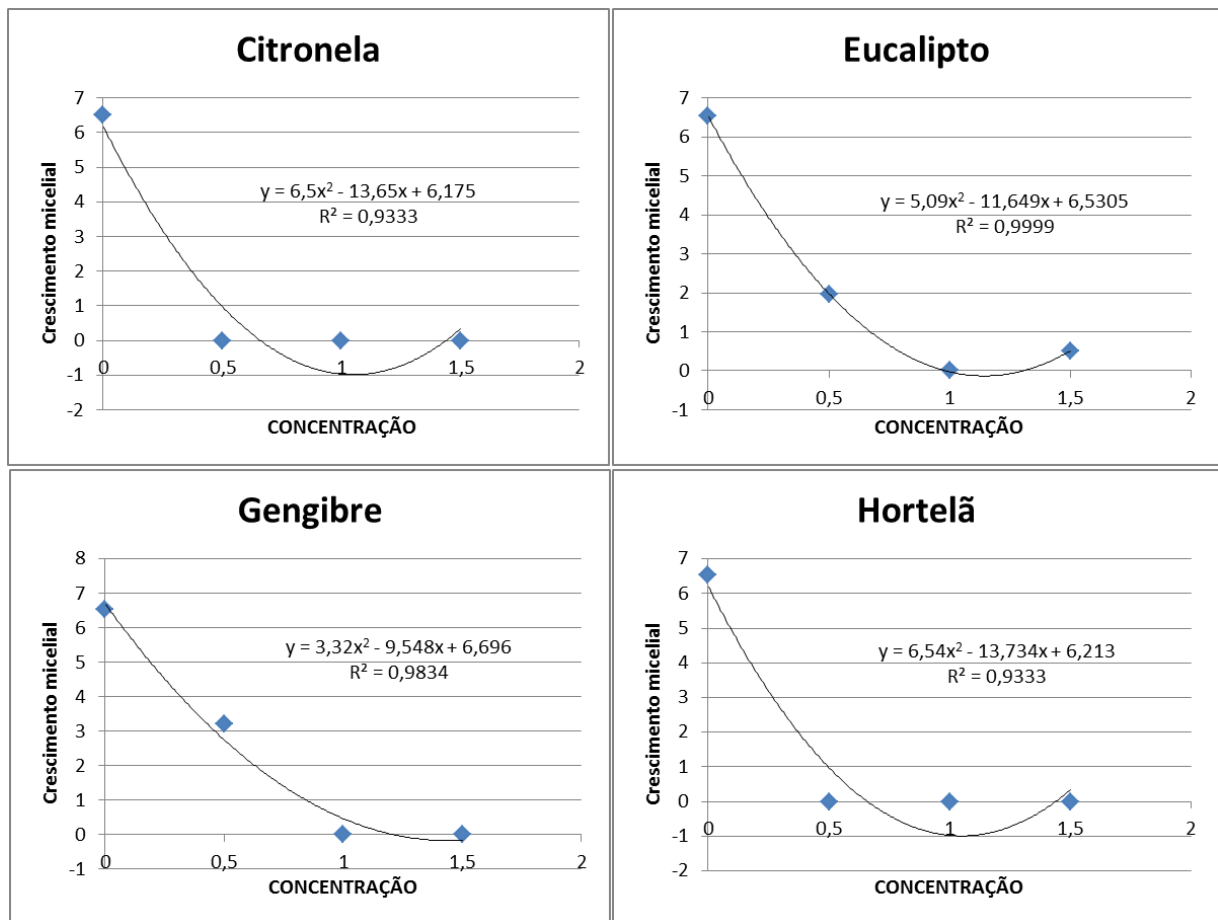 Citronela
7
6
5
4
3
2
1
0
-1
-2
Crescimento micelial
y = 6,5x² - 13,65x + 6,175
R² = 0,9333
0 0,5 1 1,5 2
CONCENTRAÇÃO
Eucalipto
7
6
5
4
3
2
1
0
-1
Crescimento micelial
y = 5,09x² - 11,649x + 6,5305
R² = 0,9999
0 0,5 1 1,5 2
CONCENTRAÇÃO
Gengibre
8
7
6
5
4
3
2
1
0
-1
Crescimento micelial
y = 3,32x² - 9,548x + 6,696
R² = 0,9834
0 0,5 1 1,5 2
CONCENTRAÇÃO
Hortelã
7
6
5
4
3
2
1
0
-1
-2
Crescimento micelial
y = 6,54x² - 13,734x + 6,213
R² = 0,9333
0 0,5 1 1,5 2
CONCENTRAÇÃO